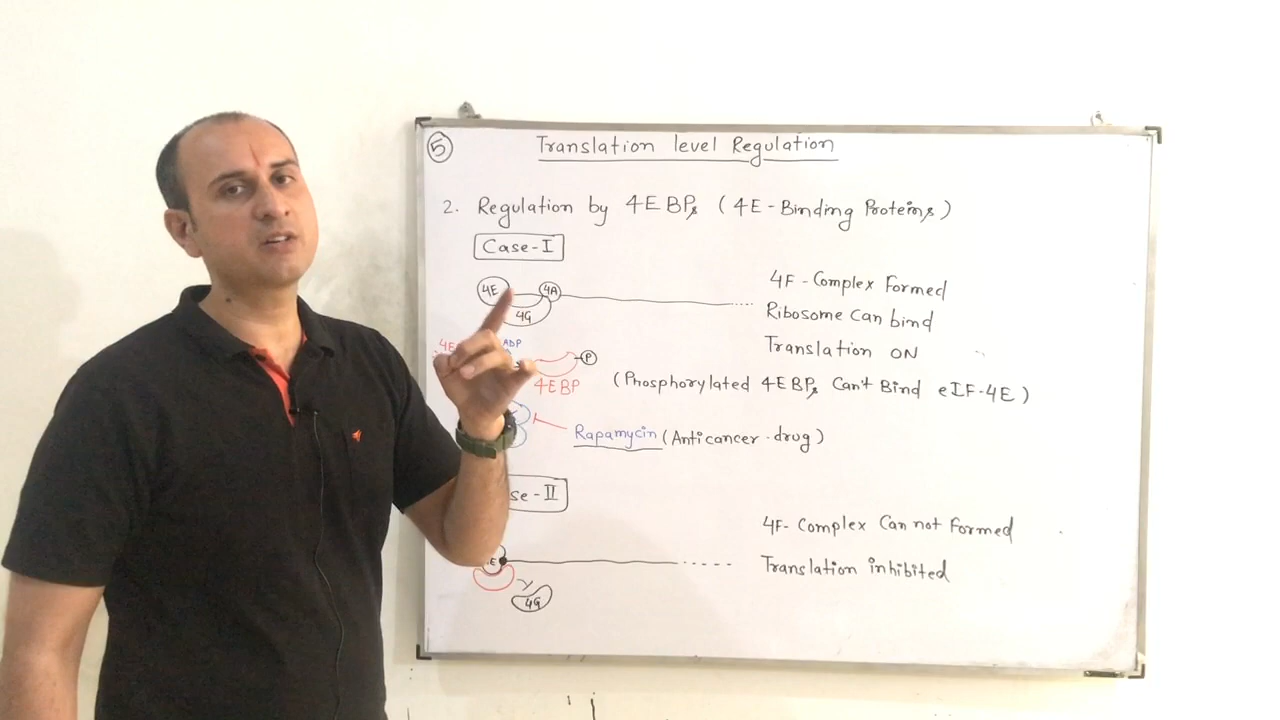 5 Translation level Regulation
2. Regulation by 4EBPs (4E-Binding Proteins)
Case-I
4E 4A
4G
4F-Complex Formed
Ribosome Can bind
Translation ON
ADP
P
4EBP
(Phosphorylated 4EBPs Can't Bind eIF-4E)
Rapamycin (Anticancer drug)
se-II
4F-Complex Can not Formed
Translation inhibited
4G